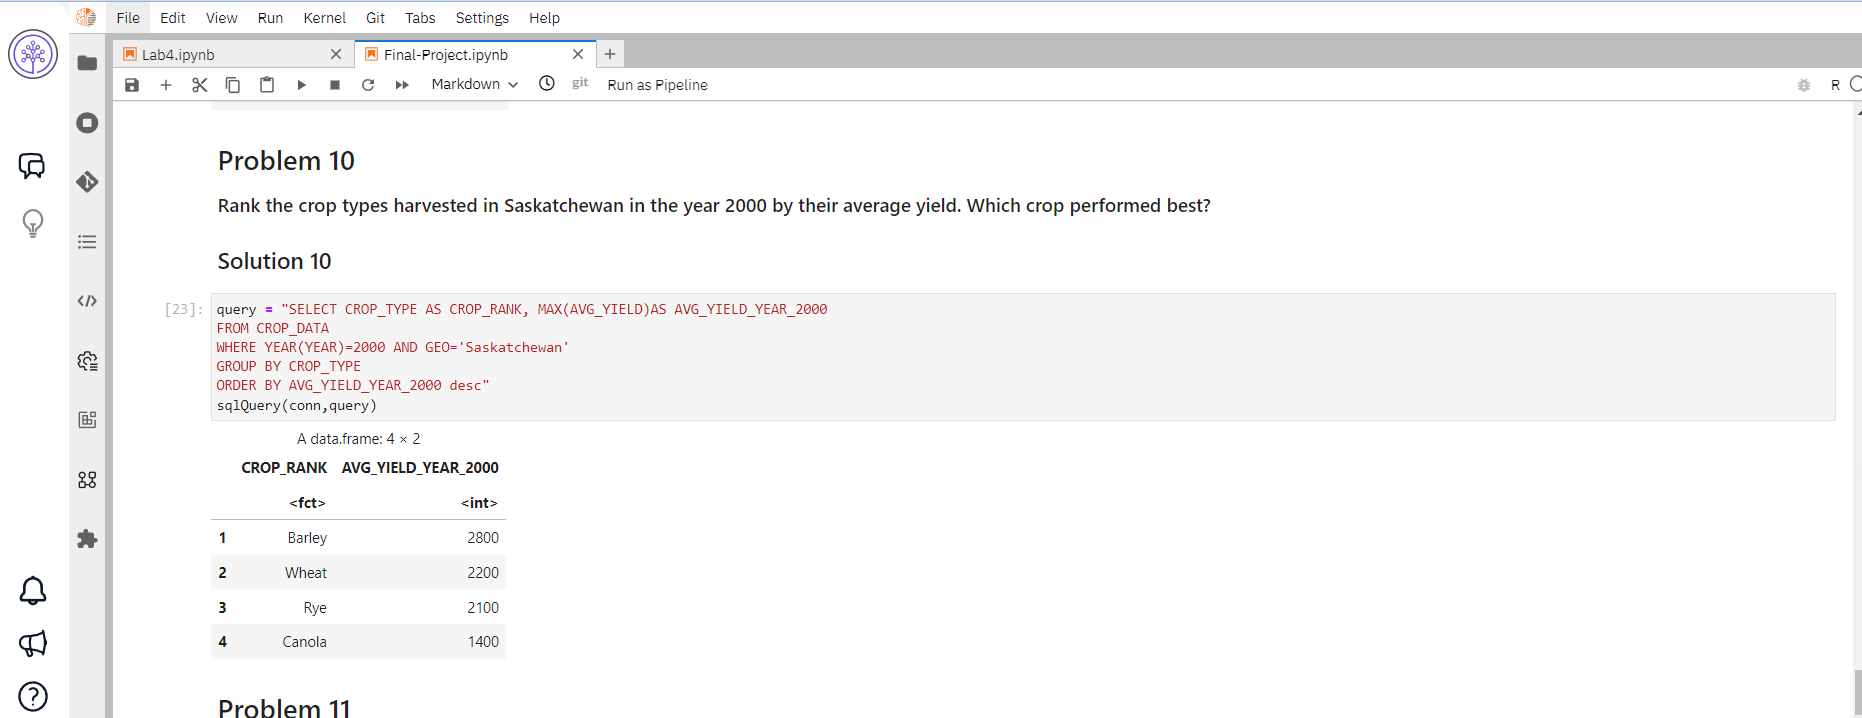 File Edit View Run Kernel Git Tabs Settings Help
Lab4.ipynb Final-Project.ipynb
Markdown git Run as Pipeline R
Problem 10
Rank the crop types harvested in Saskatchewan in the year 2000 by their average yield. Which crop performed best?
Solution 10
[23]: query = "SELECT CROP_TYPE AS CROP_RANK, MAX(AVG_YIELD)AS AVG_YIELD_YEAR_2000
FROM CROP_DATA
WHERE YEAR(YEAR)=2000 AND GEO='Saskatchewan'
GROUP BY CROP_TYPE
ORDER BY AVG_YIELD_YEAR_2000 desc"
sqlQuery(conn,query)
A data.frame: 4 × 2
CROP_RANK AVG_YIELD_YEAR_2000
<fct> <int>
1 Barley 2800
2 Wheat 2200
3 Rye 2100
4 Canola 1400
Problem 11